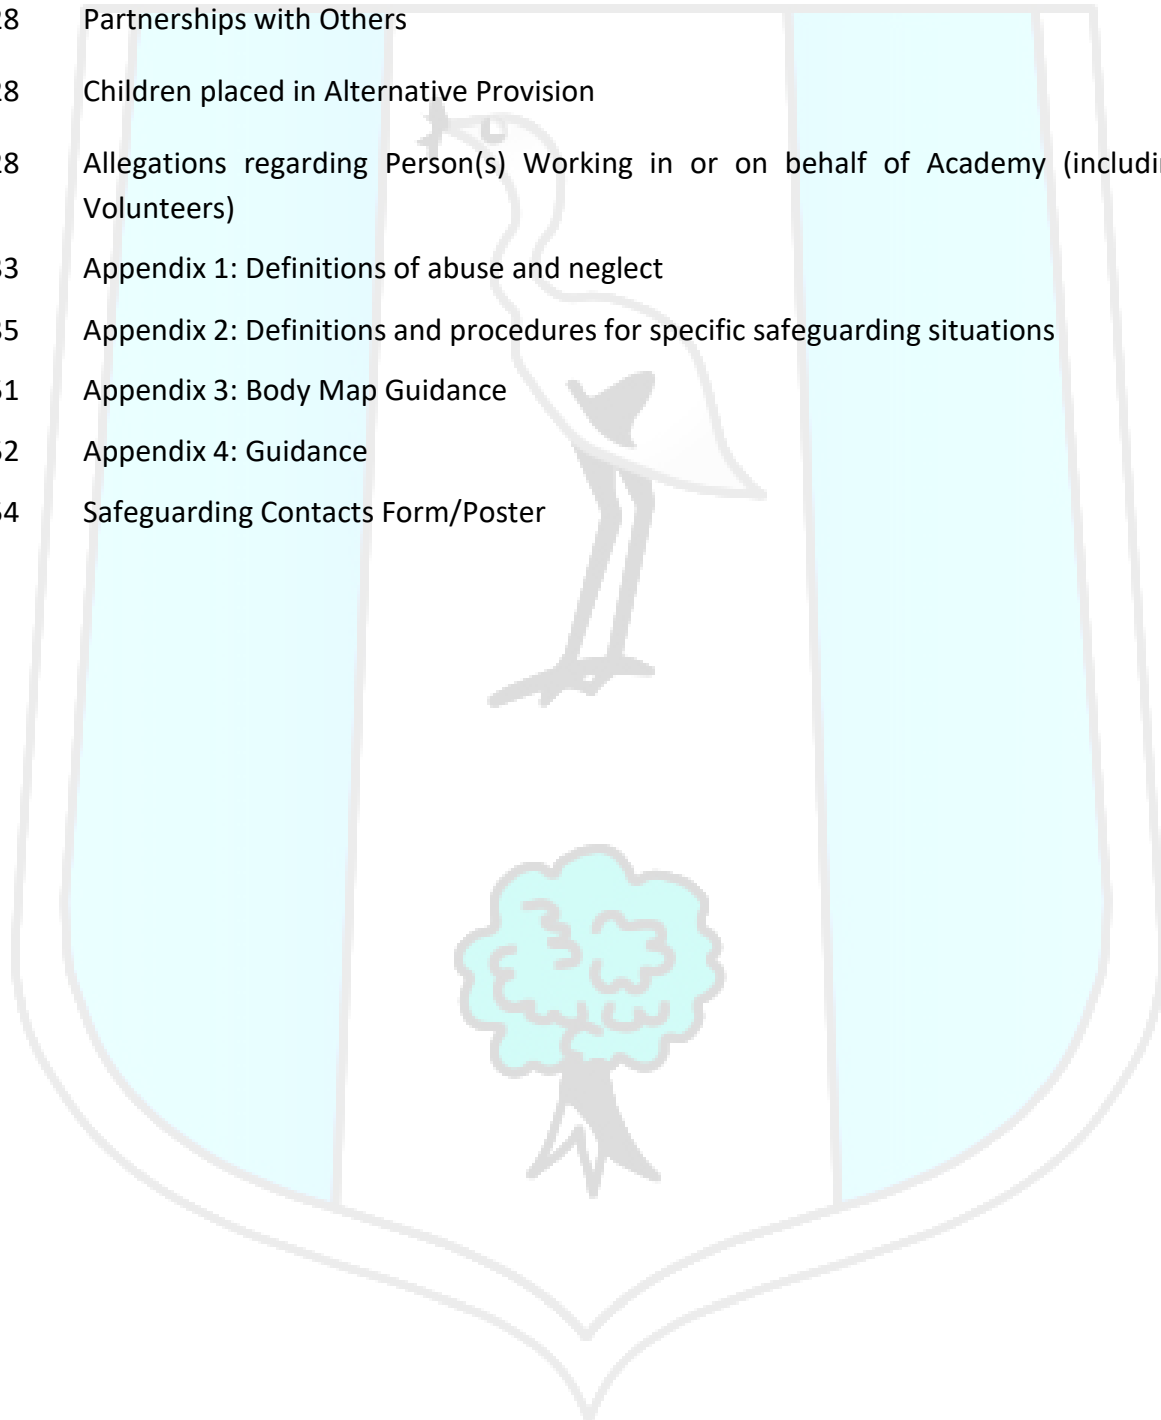 28 Partnerships with Others
28 Children placed in Alternative Provision
28 Allegations regarding Person(s) Working in or on behalf of Academy (includin
Volunteers)
33 Appendix 1: Definitions of abuse and neglect
35 Appendix 2: Definitions and procedures for specific safeguarding situations
51 Appendix 3: Body Map Guidance
52 Appendix 4: Guidance
54 Safeguarding Contacts Form/Poster